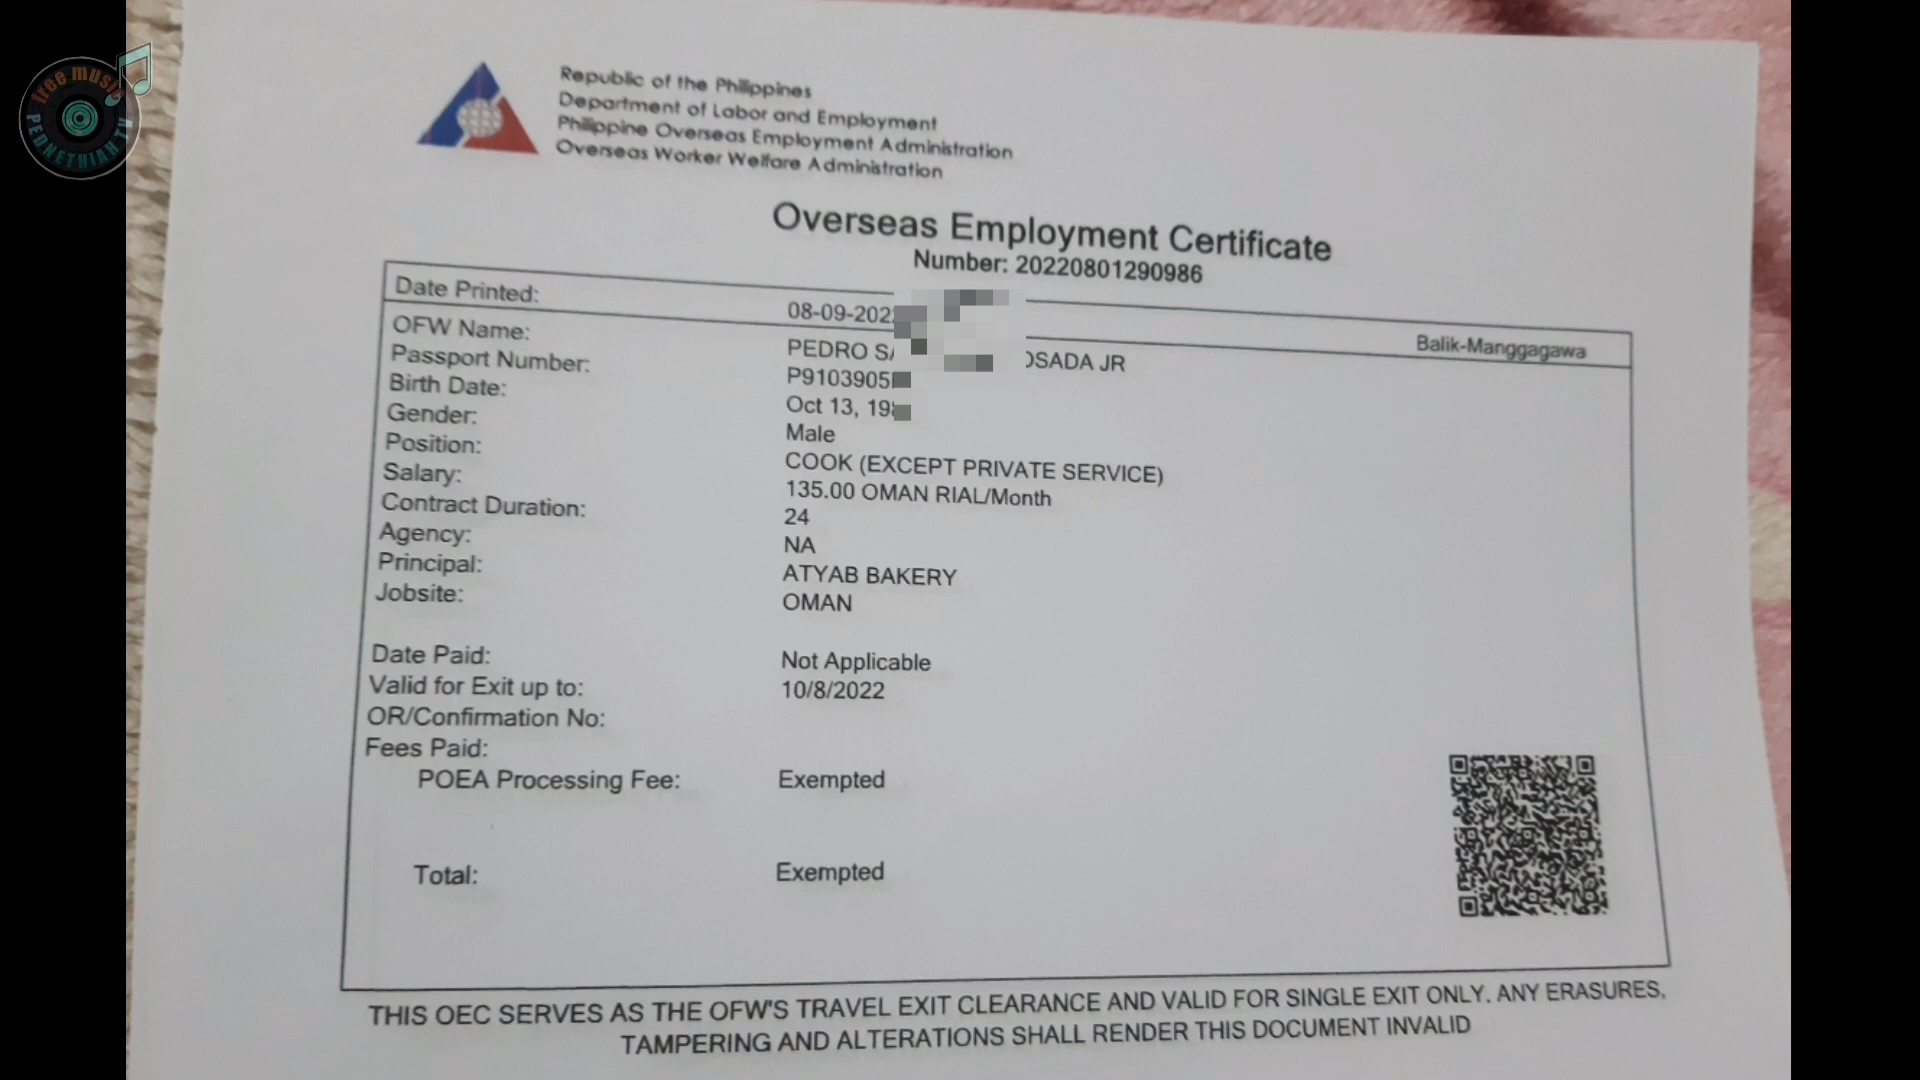 free music
PEDNETHIAN TV
Republic of the Philippines
Department of Labor and Employment
Philippine Overseas Employment Administration
Overseas Worker Welfare Administration
Overseas Employment Certificate
Number: 20220801290986
Date Printed: 08-09-202
Balik-Manggagawa
OFW Name: PEDRO OSADA JR
Passport Number: P9103905
Birth Date: Oct 13, 19
Gender: Male
Position: COOK (EXCEPT PRIVATE SERVICE)
Salary: 135.00 OMAN RIAL/Month
Contract Duration: 24
Agency: NA
Principal: ATYAB BAKERY
Jobsite: OMAN
Date Paid: Not Applicable
Valid for Exit up to: 10/8/2022
OR/Confirmation No:
Fees Paid:
POEA Processing Fee: Exempted
Total: Exempted
THIS OEC SERVES AS THE OFW'S TRAVEL EXIT CLEARANCE AND VALID FOR SINGLE EXIT ONLY. ANY ERASURES,
TAMPERING AND ALTERATIONS SHALL RENDER THIS DOCUMENT INVALID